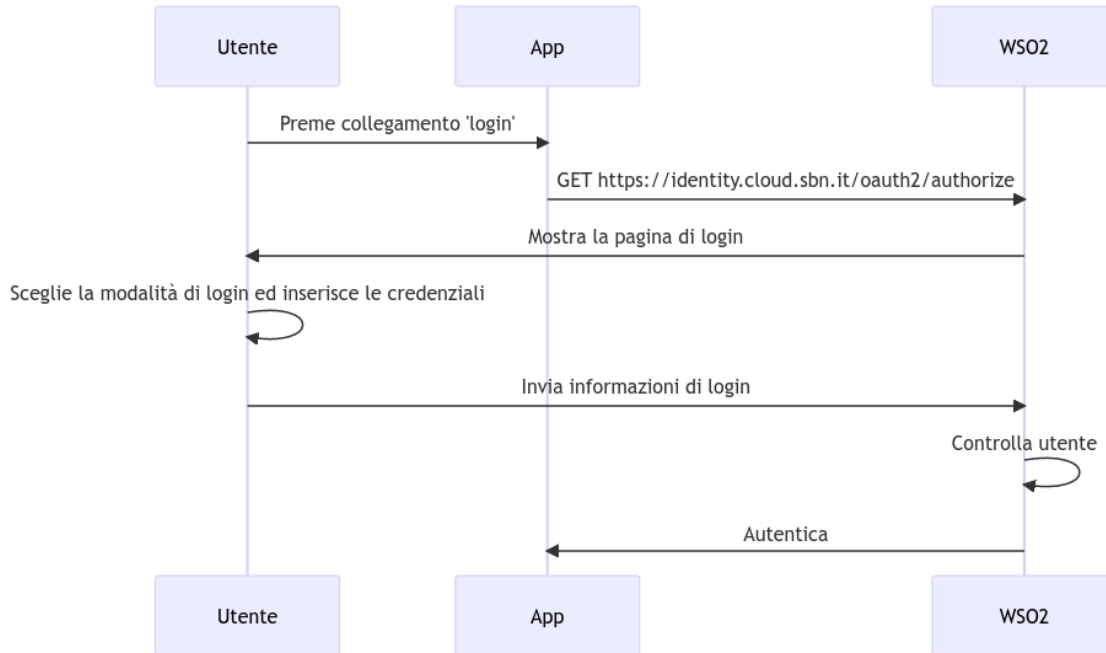 Utente
App
WSO2
Preme collegamento 'login'
GET https://identity.cloud.sbn.it/oauth2/authorize
Mostra la pagina di login
Sceglie la modalità di login ed inserisce le credenziali
Invia informazioni di login
Controlla utente
Autentica
Utente
App
WSO2